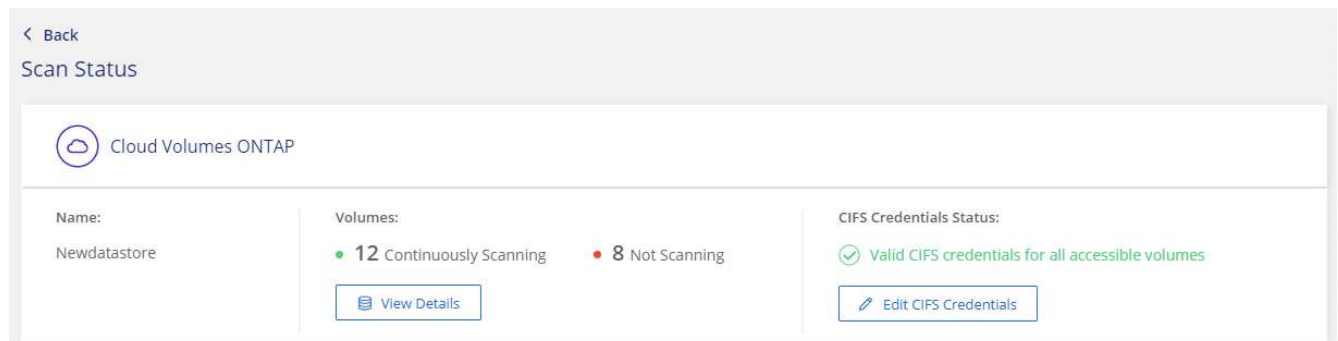 Back
Scan Status
Cloud Volumes ONTAP
Name:
Newdatastore
Volumes:
12 Continuously Scanning
8 Not Scanning
View Details
CIFS Credentials Status:
Valid CIFS credentials for all accessible volumes
Edit CIFS Credentials